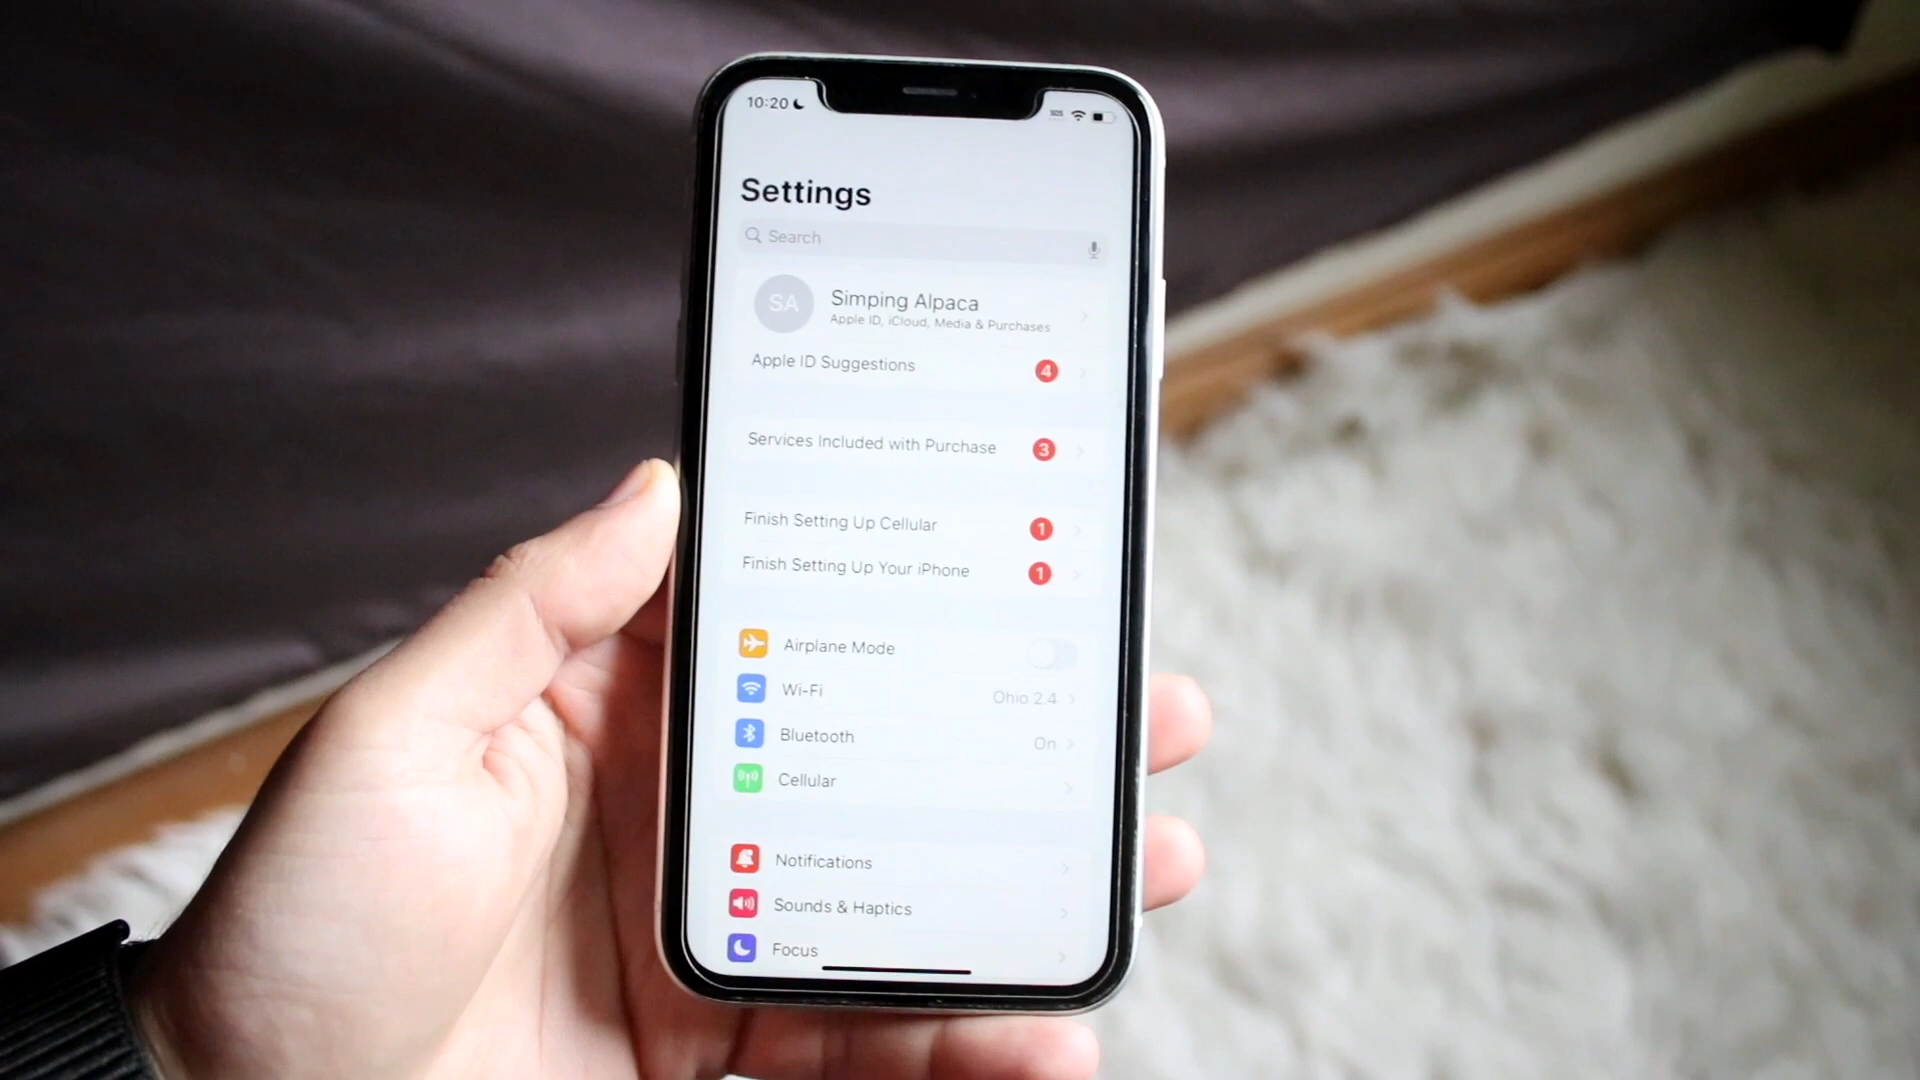 10:20
SOS
Settings
Search
SA
Simping Alpaca
Apple ID, iCloud, Media & Purchases
Apple ID Suggestions 4
Services Included with Purchase 3
Finish Setting Up Cellular 1
Finish Setting Up Your iPhone 1
Airplane Mode
Wi-Fi Ohio 2.4
Bluetooth On
Cellular
Notifications
Sounds & Haptics
Focus